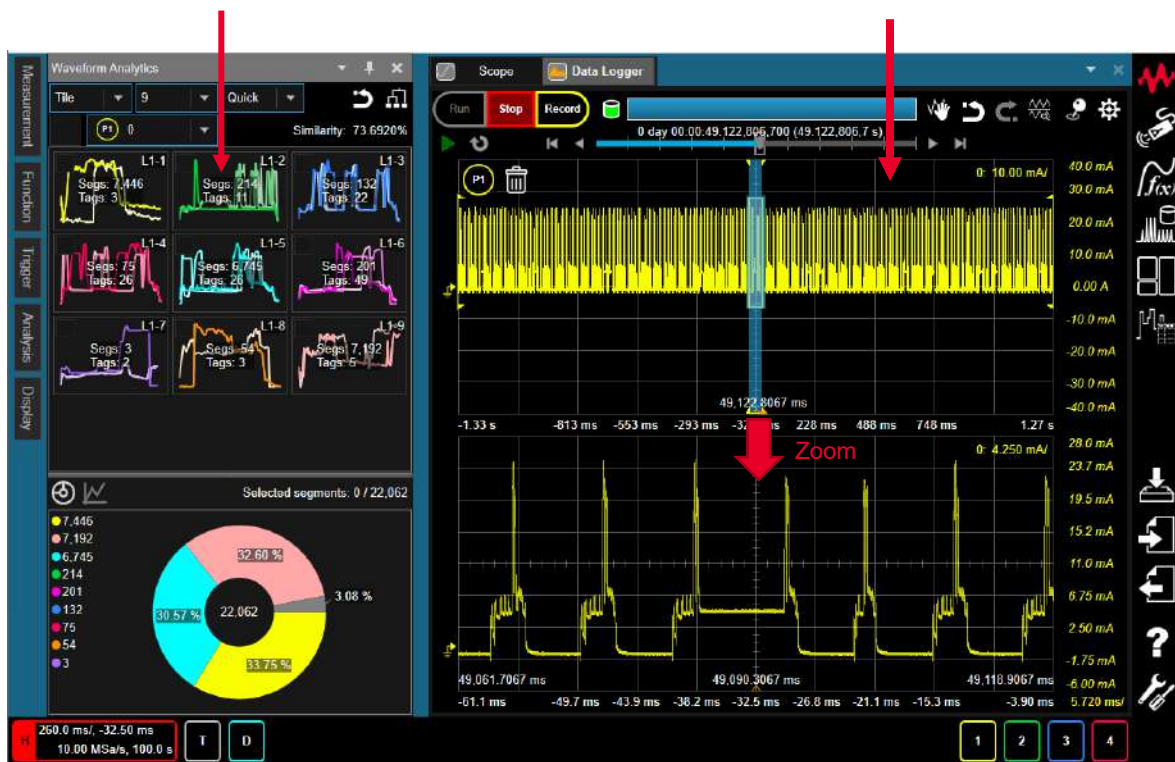 Measurement
Function
Trigger
Analysis
Display
Waveform Analytics
Tile
9
Quick
P1
0
Similarity: 73.6920%
L1-1
Segs: 7,446
Tags: 3
L1-2
Segs: 214
Tags: 11
L1-3
Segs: 132
Tags: 22
L1-4
Segs: 75
Tags: 26
L1-5
Segs: 6,745
Tags: 26
L1-6
Segs: 201
Tags: 49
L1-7
Segs: 3
Tags: 2
L1-8
Segs: 54
Tags: 3
L1-9
Segs: 7,192
Tags: 5
Selected segments: 0 / 22,062
7,446
7,192
6,745
214
201
132
75
54
3
32.60 %
3.08 %
30.57 %
22,062
33.75 %
Scope
Data Logger
Run
Stop
Record
0 day 00:00:49.122,806,700 (49.122,806,7 s)
P1
0: 10.00 mA/
40.0 mA
30.0 mA
20.0 mA
10.0 mA
0.00 A
-10.0 mA
-20.0 mA
-30.0 mA
-40.0 mA
49,122.8067 ms
-1.33 s
-813 ms
-553 ms
-293 ms
228 ms
488 ms
748 ms
1.27 s
Zoom
0: 4.250 mA/
28.0 mA
23.7 mA
19.5 mA
15.2 mA
11.0 mA
6.75 mA
2.50 mA
-1.75 mA
-6.00 mA
49,061.7067 ms
49,090.3067 ms
49,118.9067 ms
-61.1 ms
-49.7 ms
-43.9 ms
-38.2 ms
-32.5 ms
-26.8 ms
-21.1 ms
-15.3 ms
-3.90 ms
5.720 ms/
f(x)
?
H
260.0 ms/, -32.50 ms
10.00 MSa/s, 100.0 s
T
D
1
2
3
4